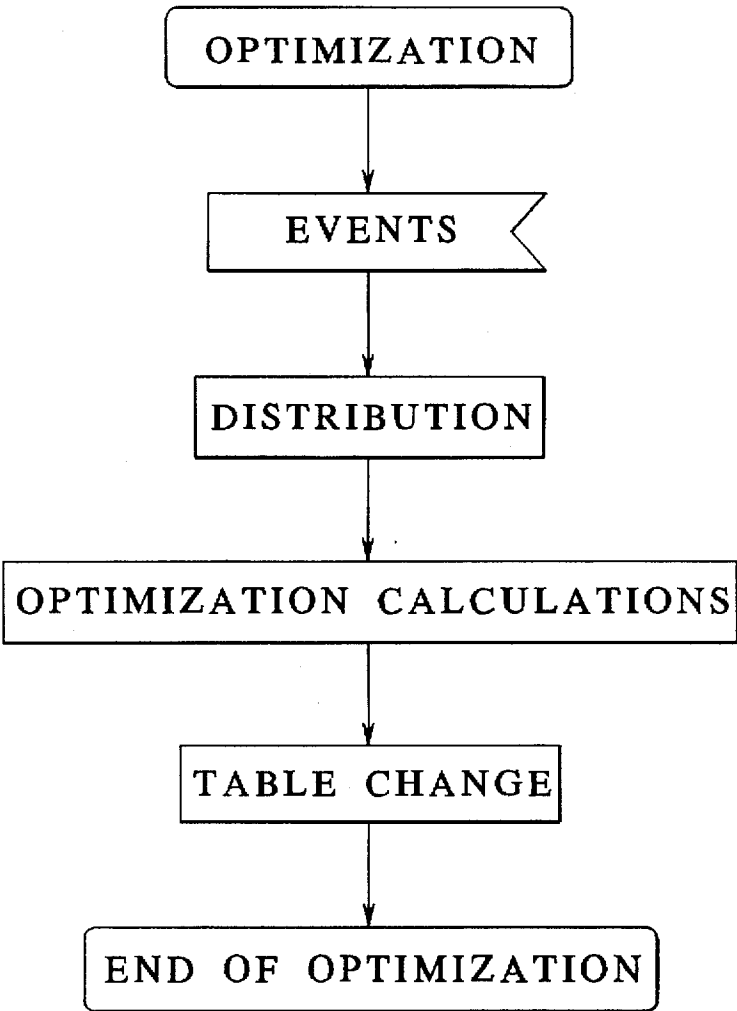 OPTIMIZATION
EVENTS
DISTRIBUTION
OPTIMIZATION CALCULATIONS
TABLE CHANGE
END OF OPTIMIZATION